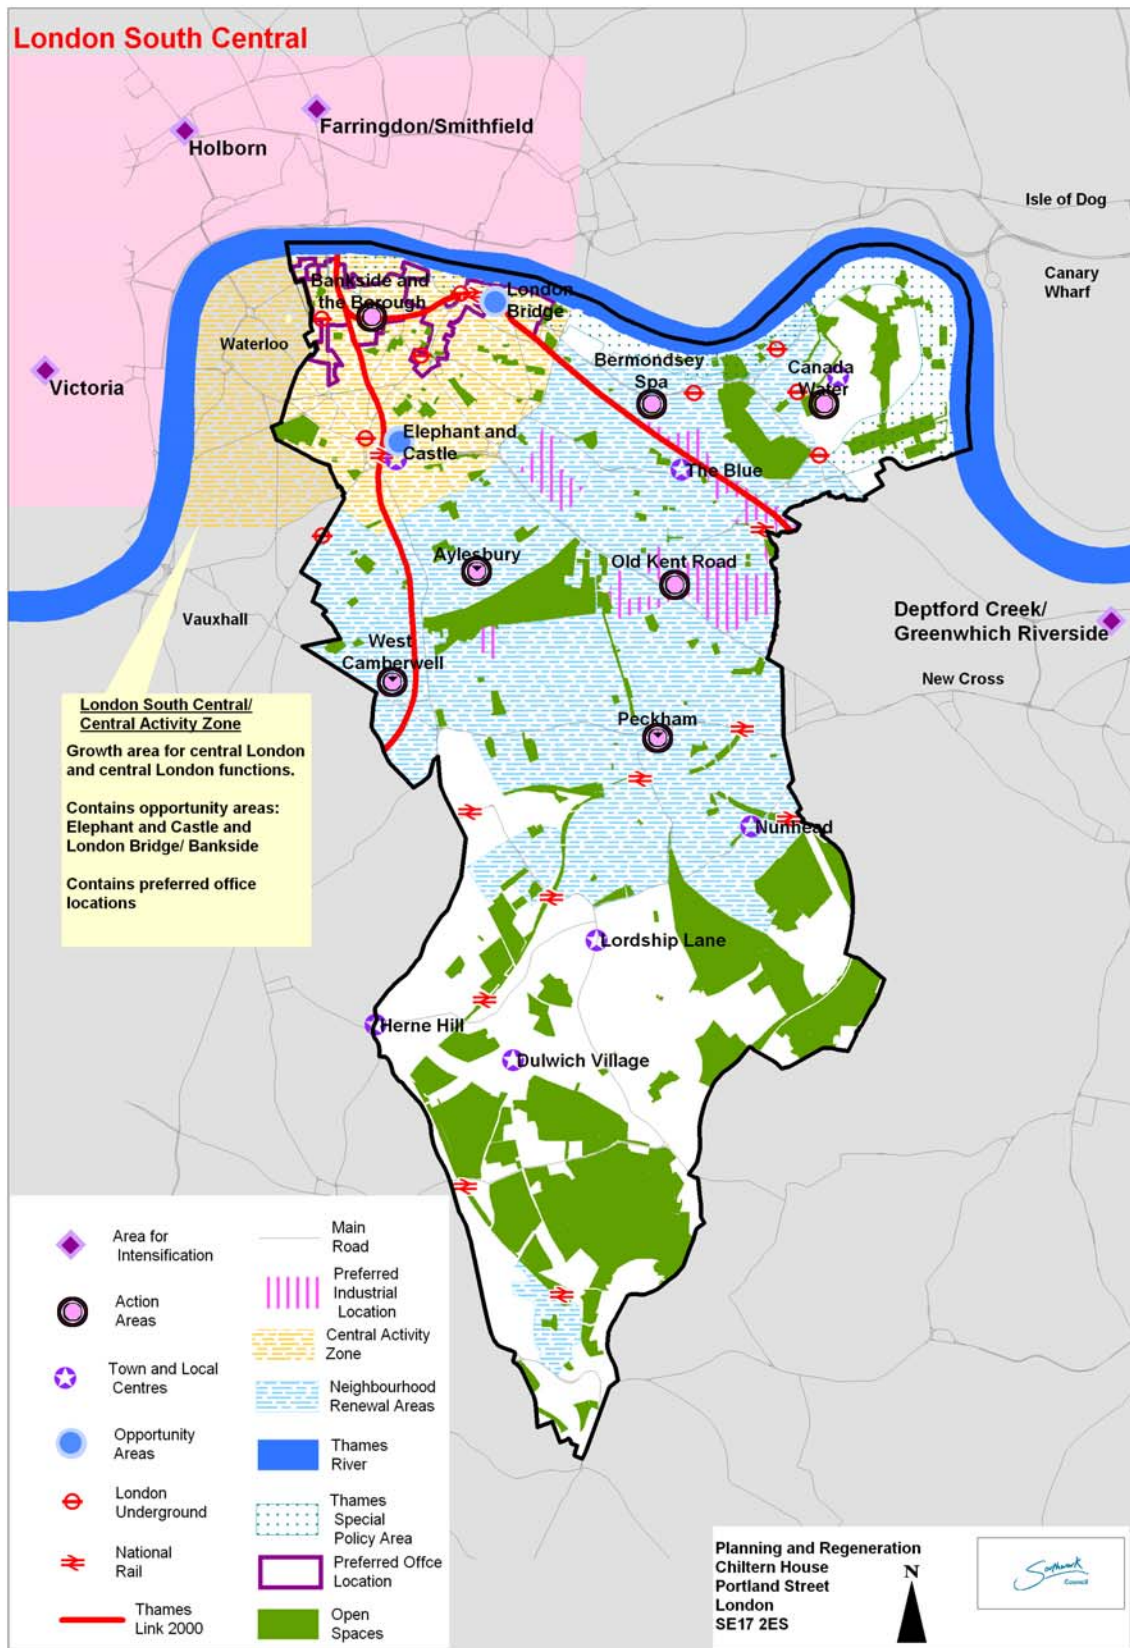 London South Central
Farringdon/Smithfield
Holborn
Isle of Dog
Canary
Wharf
Bankside and
the Borough
London
Bridge
Waterloo
Victoria
Bermondsey
Spa
Canada
Water
Elephant and
Castle
The Blue
Aylesbury
Old Kent Road
Vauxhall
Deptford Creek/
Greenwhich Riverside
West
Camberwell
New Cross
Peckham
London South Central/
Central Activity Zone
Growth area for central London
and central London functions.
Contains opportunity areas:
Elephant and Castle and
London Bridge/ Bankside
Contains preferred office
locations
Nunhead
Lordship Lane
Herne Hill
Dulwich Village
Area for
Intensification
Action
Areas
Town and Local
Centres
Opportunity
Areas
London
Underground
National
Rail
Thames
Link 2000
Main
Road
Preferred
Industrial
Location
Central Activity
Zone
Neighbourhood
Renewal Areas
Thames
River
Thames
Special
Policy Area
Preferred Offce
Location
Open
Spaces
Planning and Regeneration
Chiltern House
Portland Street
London
SE17 2ES
N
Southwark
Council